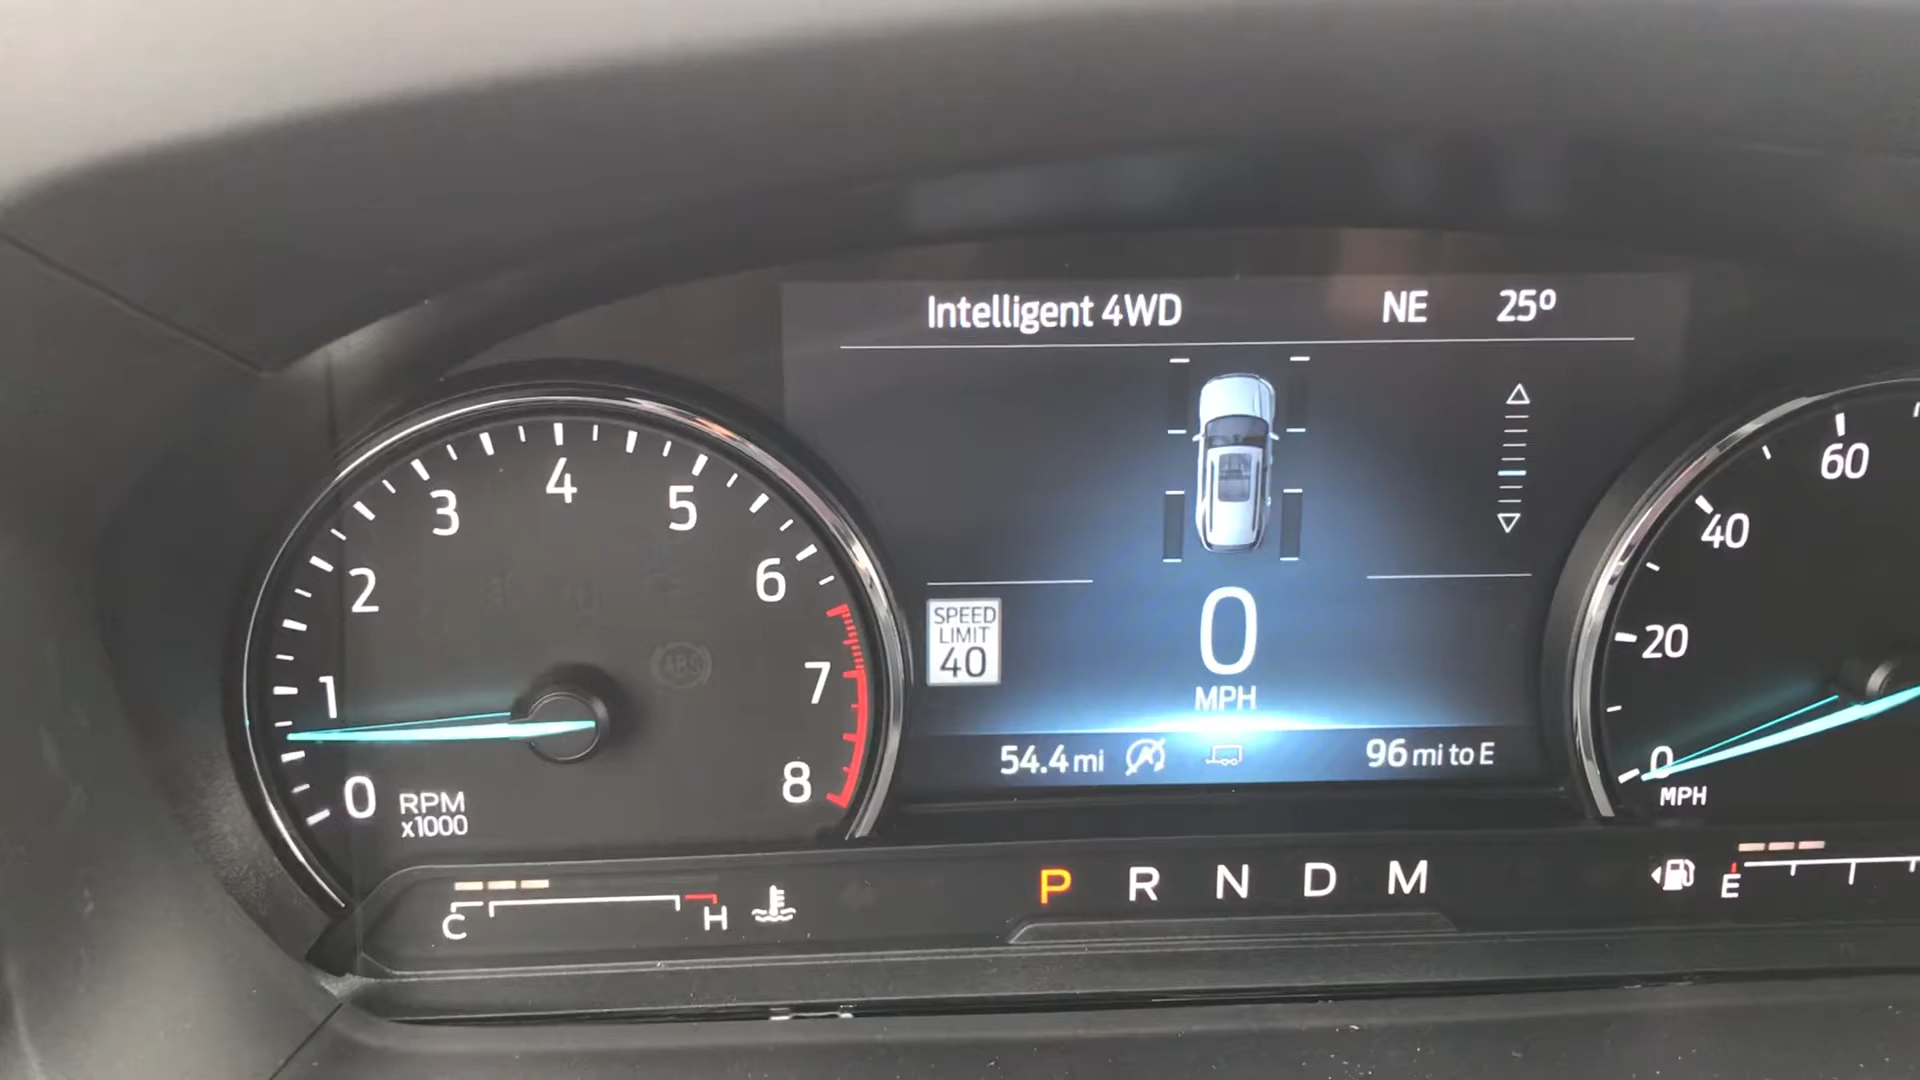 Intelligent 4WD NE 25º
4
3
5
2
6
1
7
0
8
RPM
x1000
SPEED
LIMIT
40
0
MPH
54.4 mi
96 mi to E
60
40
20
0
MPH
C
H
P R N D M
E
ABS